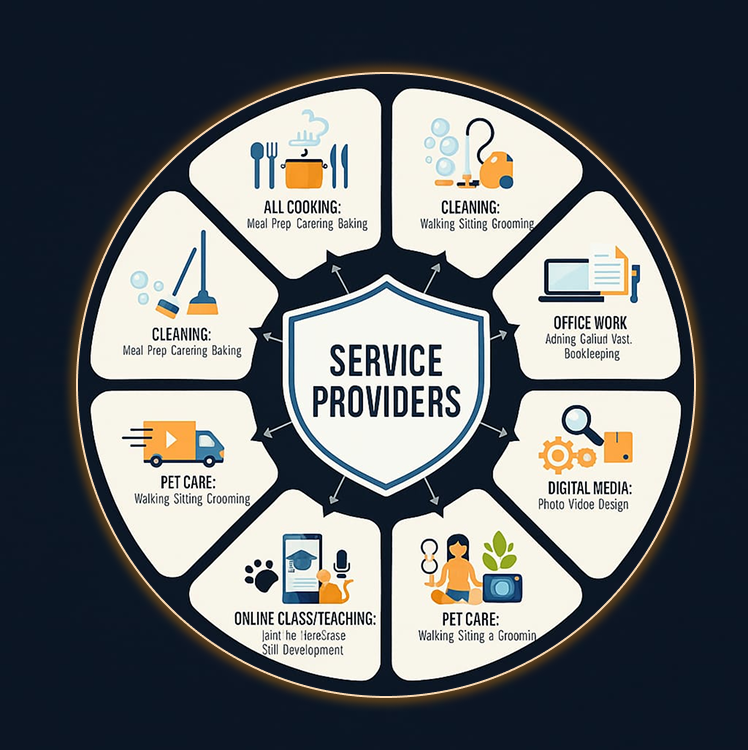 ALL COOKING:
Meal Prep Carering Baking
CLEANING:
Walking Sitting Grooming
CLEANING:
Meal Prep Carering Baking
OFFICE WORK
Adning Galiud Vast.
Bookleeping
SERVICE
PROVIDERS
PET CARE:
Walking Sitting Crooming
DIGITAL MEDIA:
Photo Vidoe Design
ONLINE CLASS/TEACHING:
he
Still Development
PET CARE:
Walking Siting a Groomin